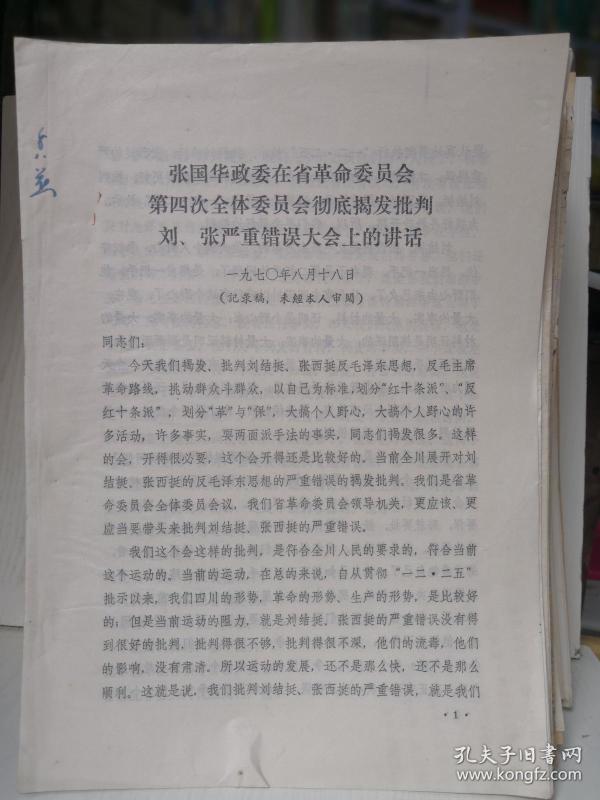 张国华政委在省革命委员会
第四次全体委员会彻底揭发批判
刘、张严重错误大会上的讲话
一九七〇年八月十八日
（记录稿，未经本人审阅）
同志们：
今天我们揭发、批判刘结挺、张西挺反毛泽东思想，反毛主席
革命路线，挑动群众斗群众，以自己为标准，划分“红十条派”、“反
红十条派”，划分“革”与“保”，大搞个人野心，大搞个人野心的许
多活动，许多事实，耍两面派手法的事实，同志们揭发很多。这样
的会，开得很必要，这个会开得还是比较好的。当前全川展开对刘
结挺、张西挺的反毛泽东思想的严重错误的揭发批判。我们是省革
命委员会全体委员会议，我们省革命委员会领导机关，更应该、更
应当要带头来批判刘结挺、张西挺的严重错误。
我们这个会这样的批判，是符合全川人民的要求的，符合当前
这个运动的。当前的运动，在总的来说，自从贯彻“一二·二五”
批示以来，我们四川的形势，革命的形势、生产的形势，是比较好
的；但是当前运动的阻力，就是刘结挺、张西挺的严重错误没有得
到很好的批判，批判得很不够，批判得很不深，他们的流毒，他们
的影响，没有肃清。所以运动的发展，还不是那么快，还不是那么
顺利。这就是说，我们批判刘结挺、张西挺的严重错误，就是我们
·1·
孔夫子旧书网
www.kongfz.com